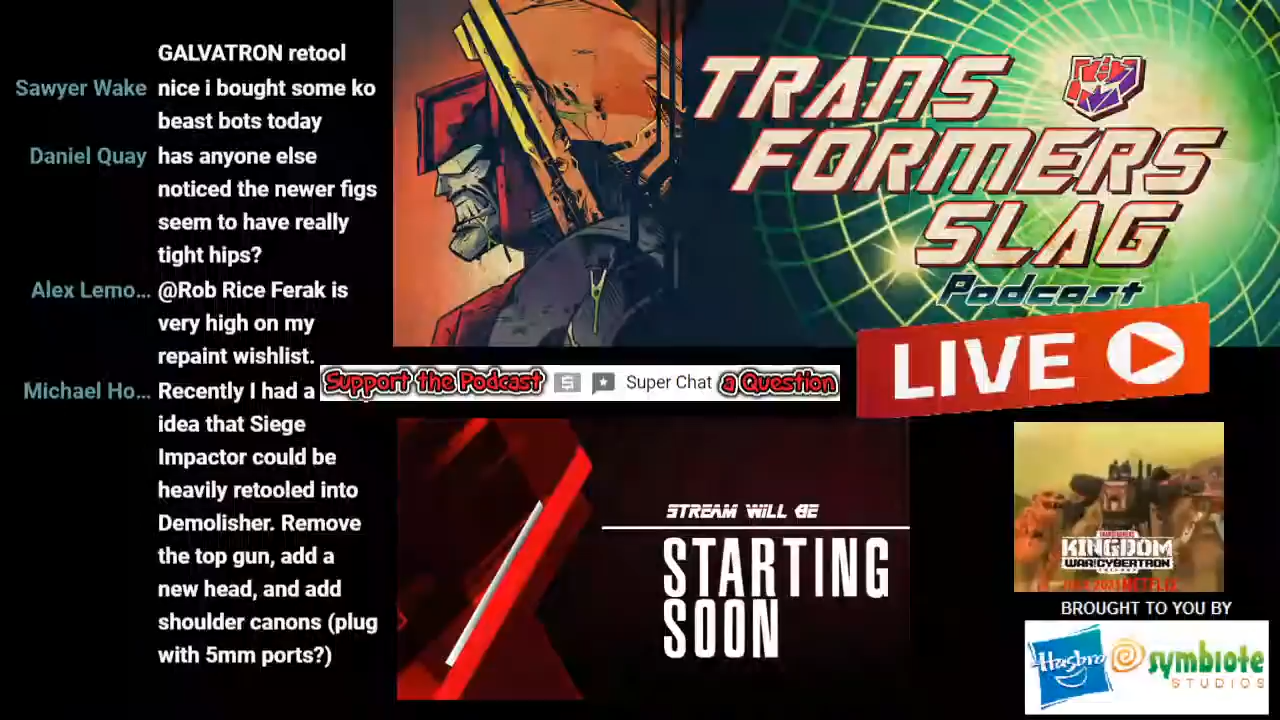 GALVATRON retool
Sawyer Wake nice i bought some ko
beast bots today
Daniel Quay has anyone else
noticed the newer figs
seem to have really
tight hips?
Alex Lemo... @Rob Rice Ferak is
very high on my
repaint wishlist.
Michael Ho... Recently I had a
idea that Siege
Impactor could be
heavily retooled into
Demolisher. Remove
the top gun, add a
new head, and add
shoulder canons (plug
with 5mm ports?)
TRANS
FORMERS
SLAG
Podcast
LIVE
Support the Podcast $ Super Chat a Question
STREAM WILL BE
STARTING
SOON
TRANSFORMERS
KINGDOM
WAR FOR CYBERTRON
NETFLIX
BROUGHT TO YOU BY
Hasbro
symbiote
STUDIOS